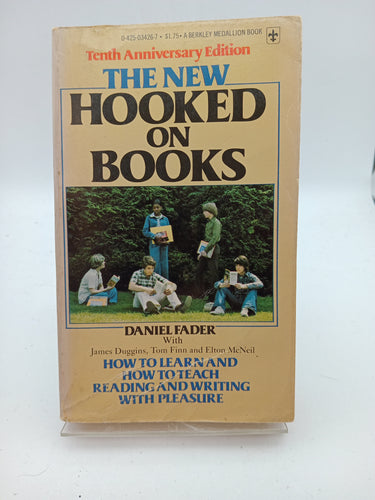 0-425-03426-7 • $1.75 • A BERKLEY MEDALLION BOOK
Tenth Anniversary Edition
THE NEW
HOOKED
ON
BOOKS
DANIEL FADER
With
James Duggins, Tom Finn and Elton McNeil
HOW TO LEARN AND
HOW TO TEACH
READING AND WRITING
WITH PLEASURE